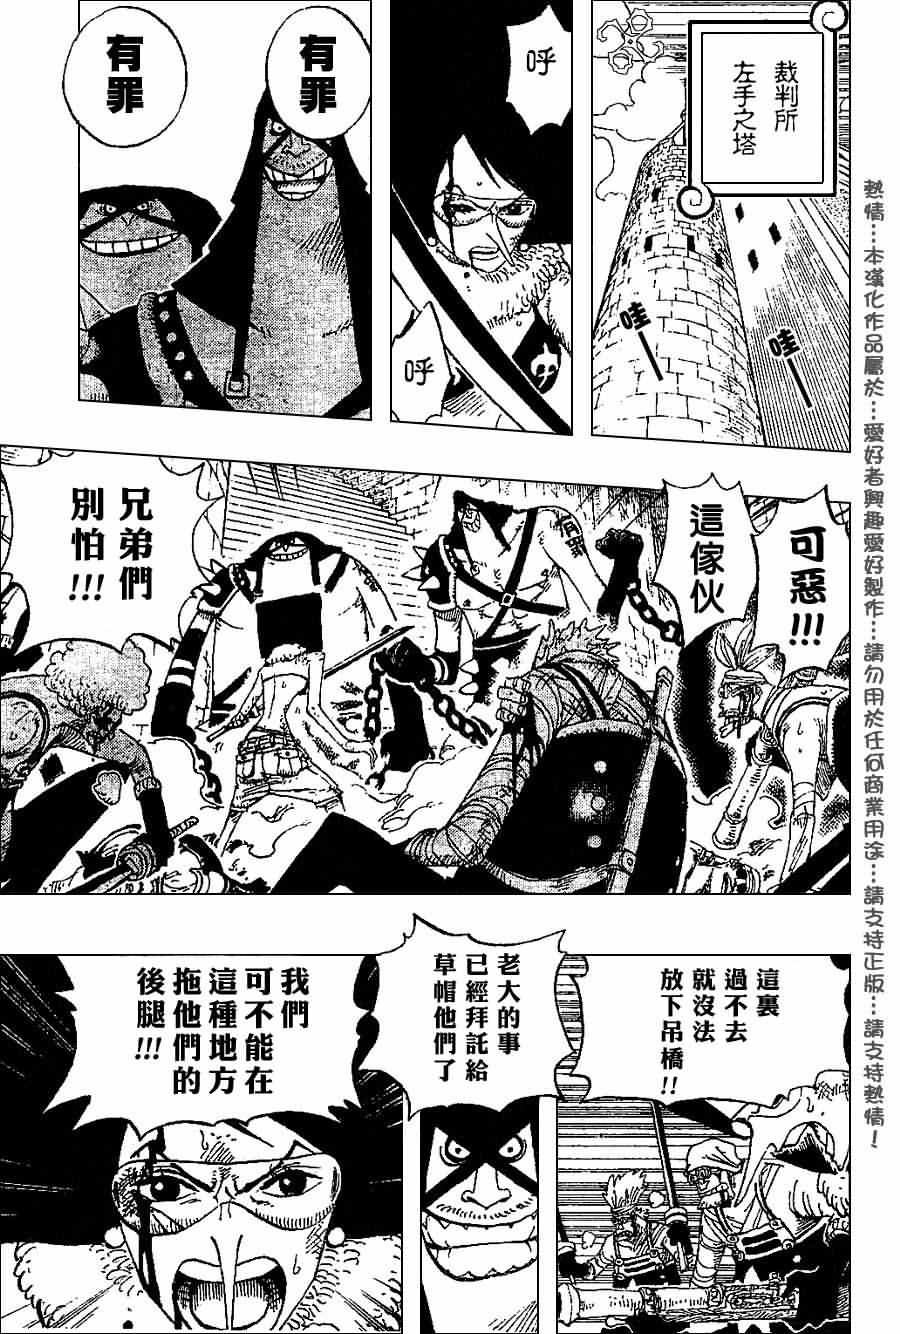 裁判所
左手之塔
哇
哇
呼
呼
有罪
有罪
可惡!!!
這傢伙
有罪
兄弟們
別怕!!!
這裏
過不去
就沒法
放下吊橋!!
老大的事
已經拜託給
草帽他們了
我們
可不能在
這種地方
拖他們的
後腿!!!
熱情…本漢化作品屬於…愛好者興趣愛好製作…請勿用於任何商業用途…請支持正版…請支持熱情!